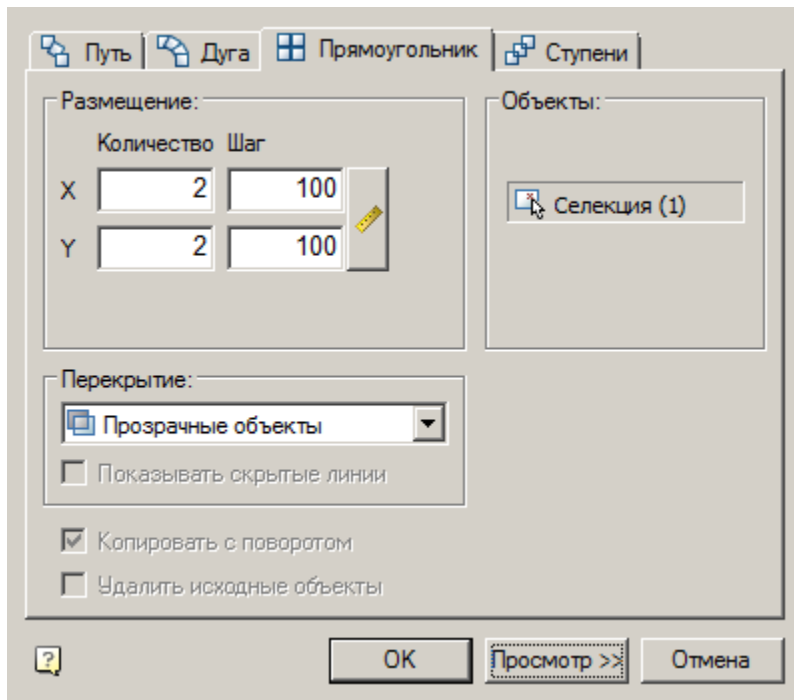 Путь Дуга Прямоугольник Ступени
Размещение: Объекты:
Количество Шаг
X 2 100
Селекция (1)
Y 2 100
Перекрытие:
Прозрачные объекты
Показывать скрытые линии
Копировать с поворотом
Удалить исходные объекты
? OK Просмотр >> Отмена